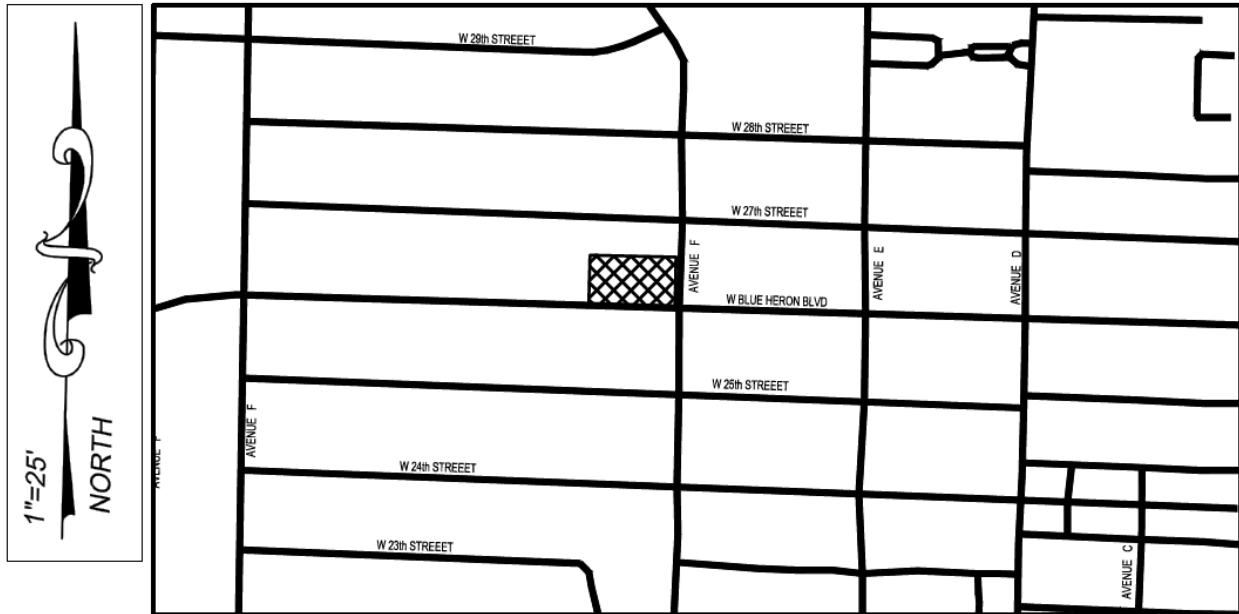 1"=25'
NORTH
W 29th STREEET
W 28th STREEET
W 27th STREEET
AVENUE F
AVENUE E
AVENUE D
W BLUE HERON BLVD
W 25th STREEET
AVENUE F
AVENUE F
W 24th STREEET
W 23th STREEET
AVENUE C